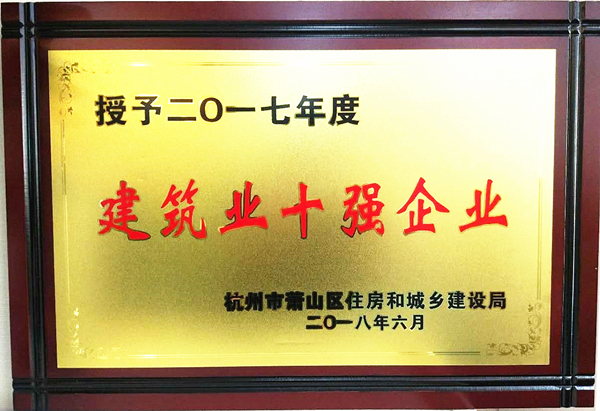 授予二〇一七年度
建筑业十强企业
杭州市萧山区住房和城乡建设局
二〇一八年六月